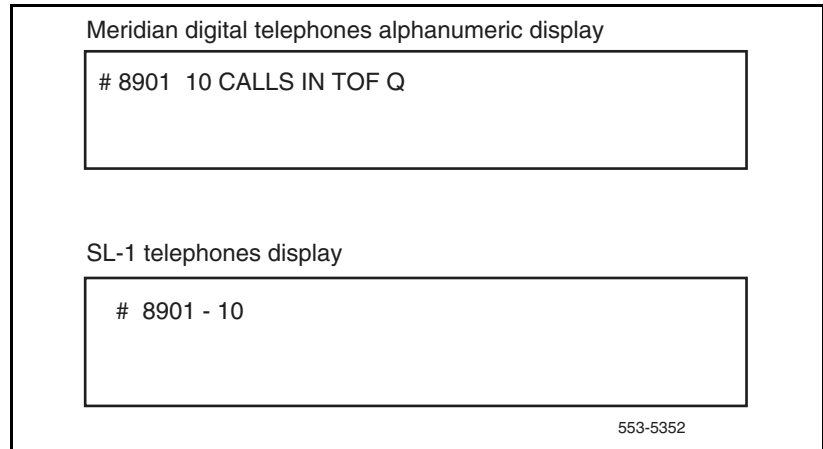 Meridian digital telephones alphanumeric display
# 8901  10 CALLS IN TOF Q
SL-1 telephones display
#  8901 - 10
553-5352